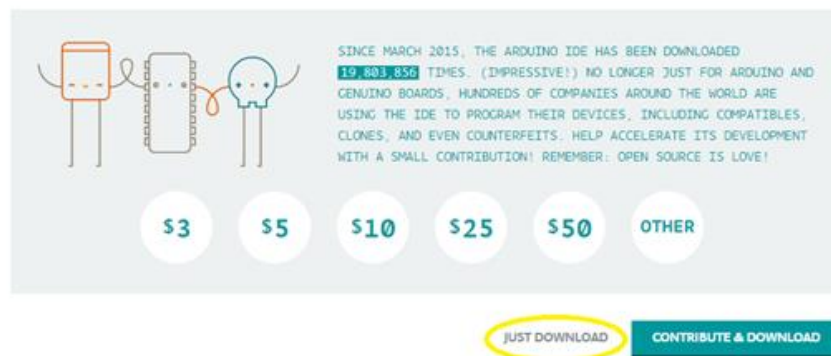 SINCE MARCH 2015, THE ARDUINO IDE HAS BEEN DOWNLOADED
19,803,856 TIMES. (IMPRESSIVE!) NO LONGER JUST FOR ARDUINO AND
GENUINO BOARDS, HUNDREDS OF COMPANIES AROUND THE WORLD ARE
USING THE IDE TO PROGRAM THEIR DEVICES, INCLUDING COMPATIBLES,
CLONES, AND EVEN COUNTERFEITS. HELP ACCELERATE ITS DEVELOPMENT
WITH A SMALL CONTRIBUTION! REMEMBER: OPEN SOURCE IS LOVE!
$3 $5 $10 $25 $50 OTHER
JUST DOWNLOAD CONTRIBUTE & DOWNLOAD